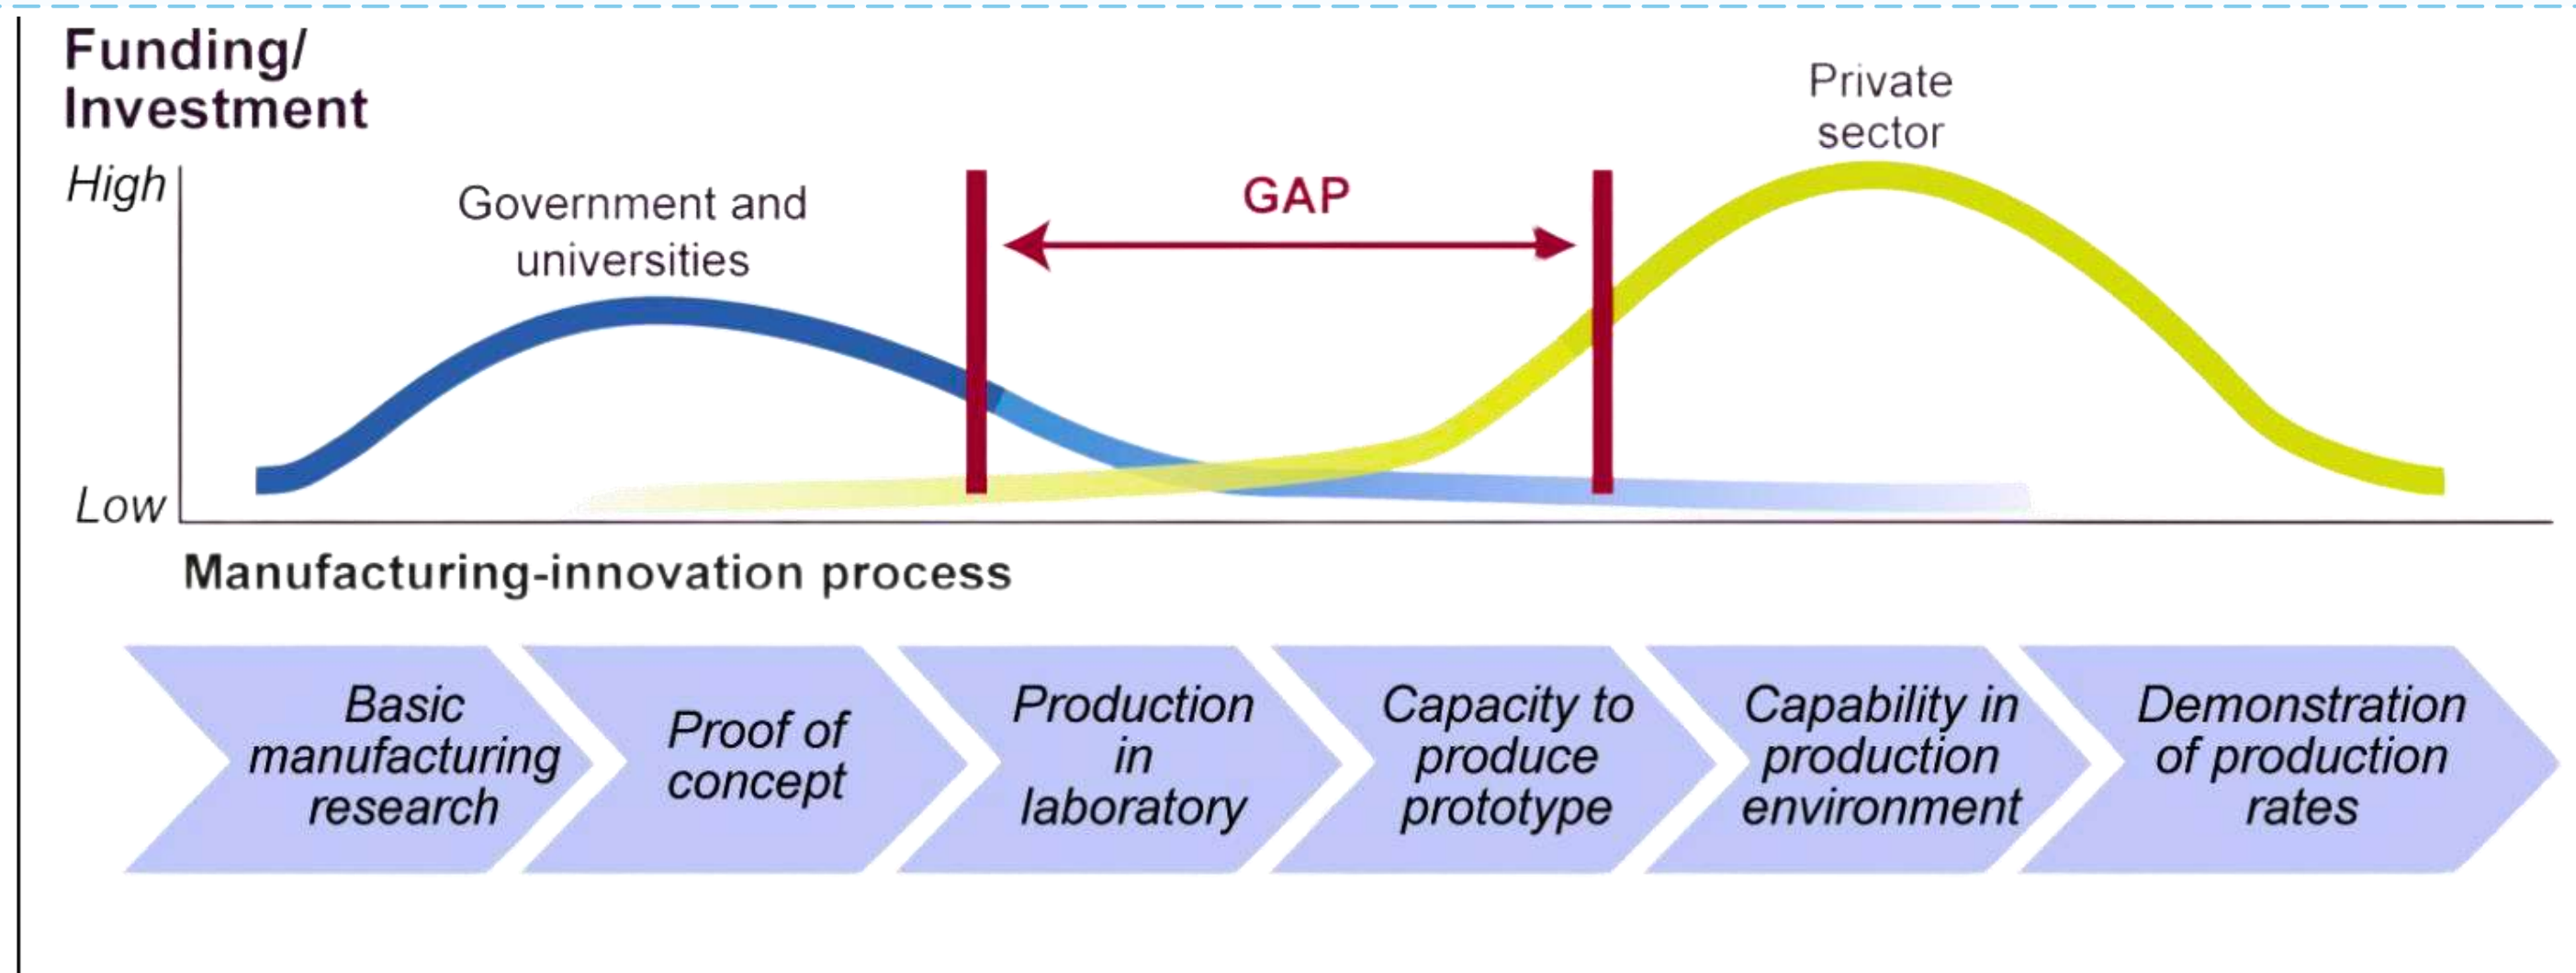 Funding/
Investment
High
Low
Government and
universities
GAP
Private
sector
Manufacturing-innovation process
Basic
manufacturing
research
Proof of
concept
Production
in
laboratory
Capacity to
produce
prototype
Capability in
production
environment
Demonstration
of production
rates